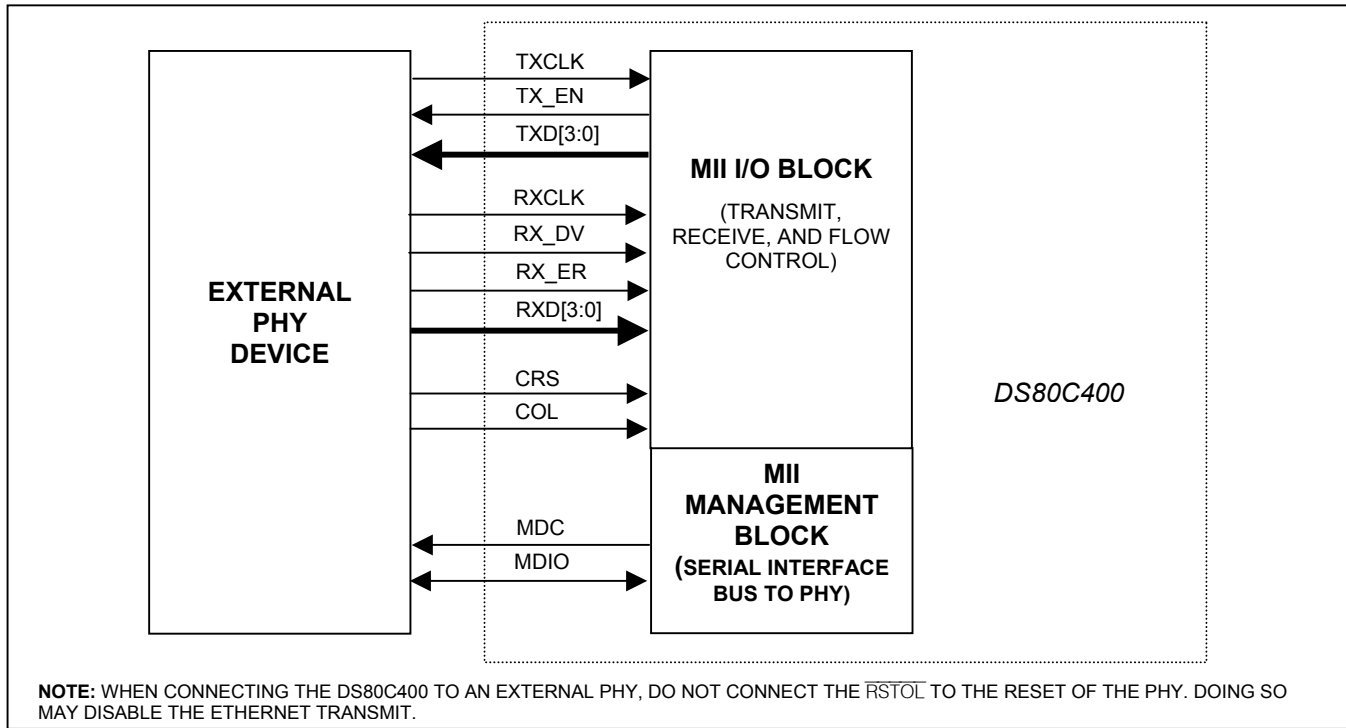 TXCLK
TX_EN
TXD[3:0]
RXCLK
RX_DV
RX_ER
RXD[3:0]
CRS
COL
MDC
MDIO
EXTERNAL
PHY
DEVICE
MII I/O BLOCK
(TRANSMIT,
RECEIVE, AND FLOW
CONTROL)
MII
MANAGEMENT
BLOCK
(SERIAL INTERFACE
BUS TO PHY)
DS80C400
NOTE: WHEN CONNECTING THE DS80C400 TO AN EXTERNAL PHY, DO NOT CONNECT THE RSTOL TO THE RESET OF THE PHY. DOING SO
MAY DISABLE THE ETHERNET TRANSMIT.